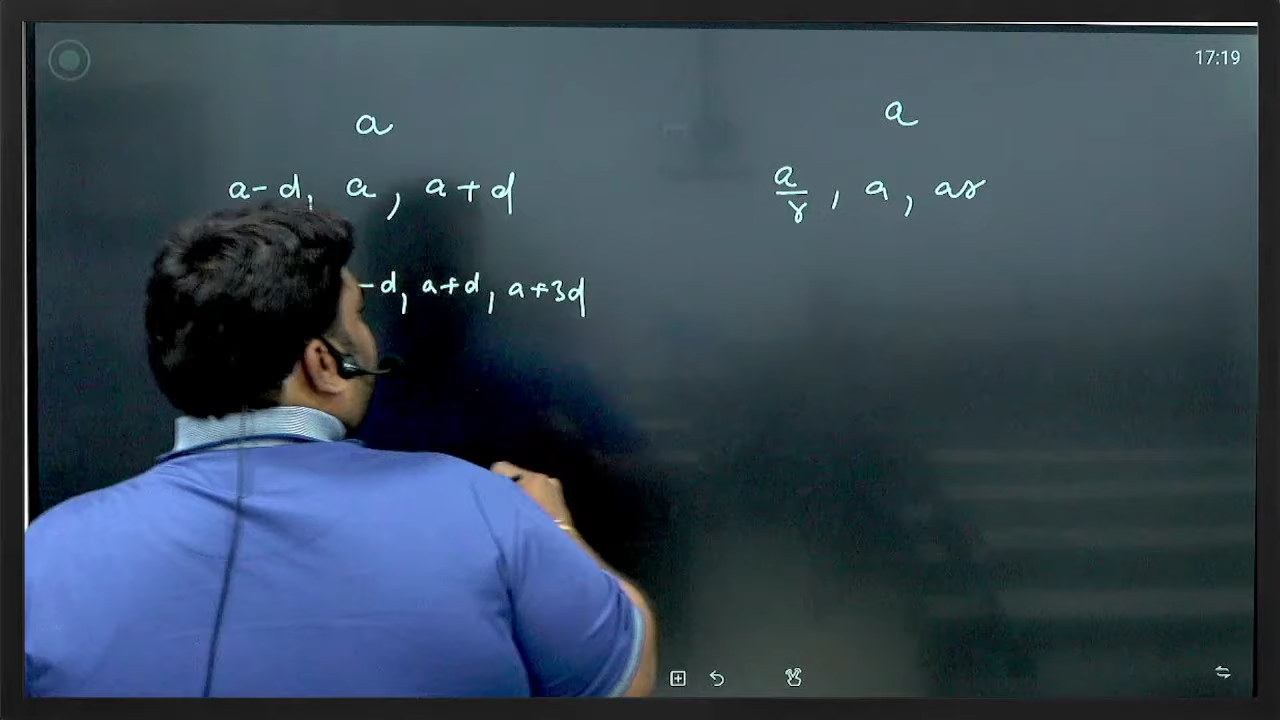 17:19
a
a
a-d, a, a+d
a/r, a, ar
-d, a+d, a+3d